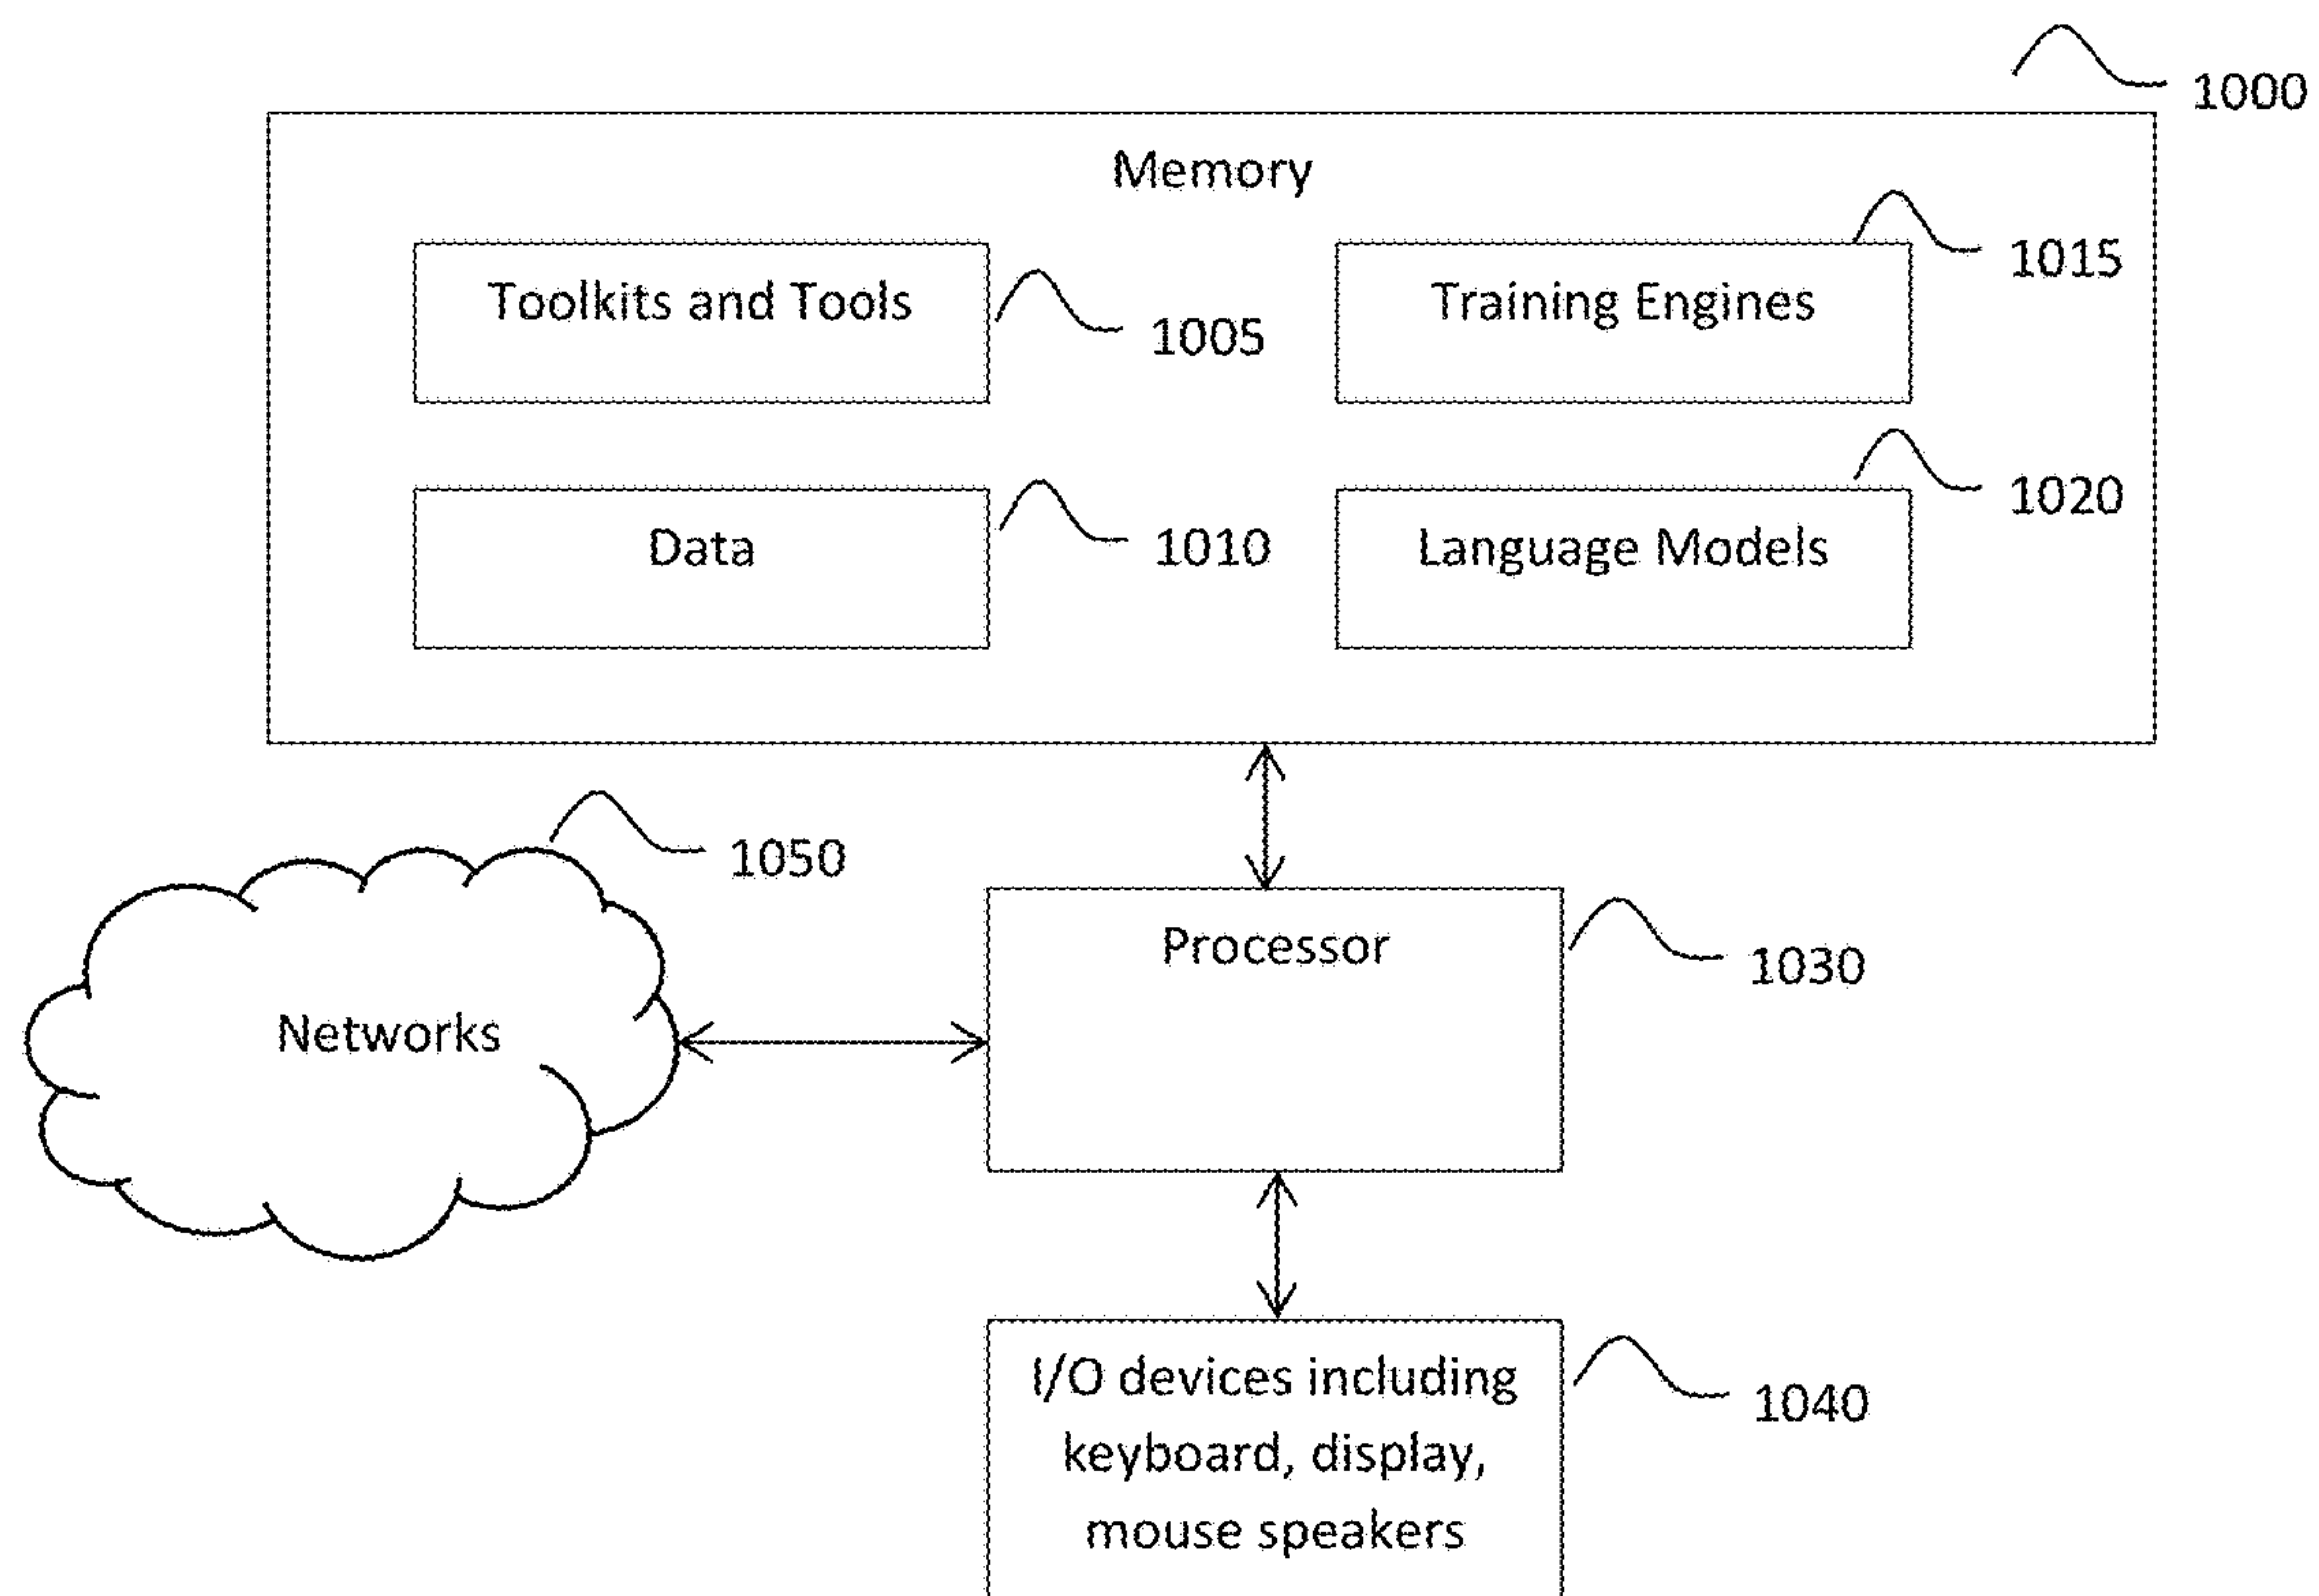 1000
Memory
Toolkits and Tools
1005
Training Engines
1015
Data
1010
Language Models
1020
1050
Networks
Processor
1030
I/O devices including
keyboard, display,
mouse speakers
1040